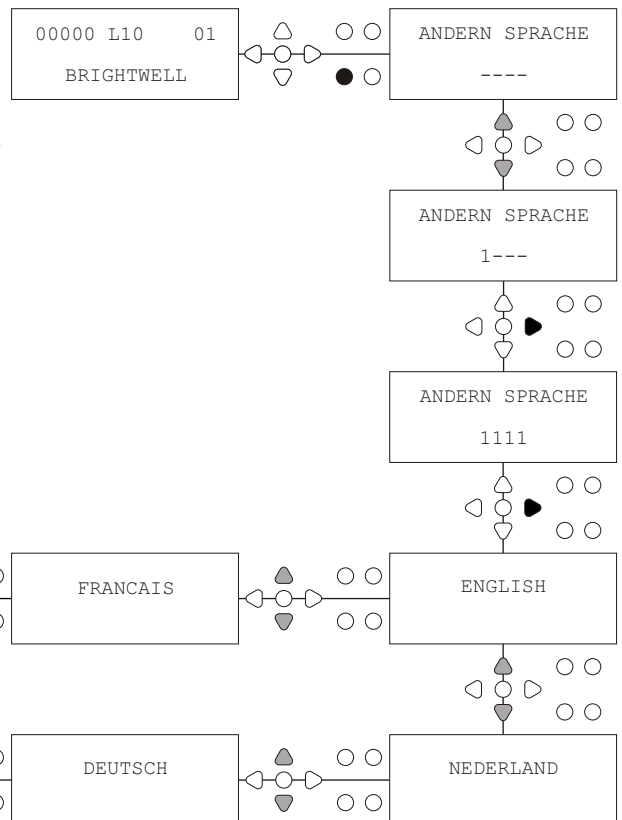 00000 L10 01
BRIGHTWELL
ANDERN SPRACHE
----
ANDERN SPRACHE
1---
ANDERN SPRACHE
1111
FRANCAIS
ENGLISH
DEUTSCH
NEDERLAND